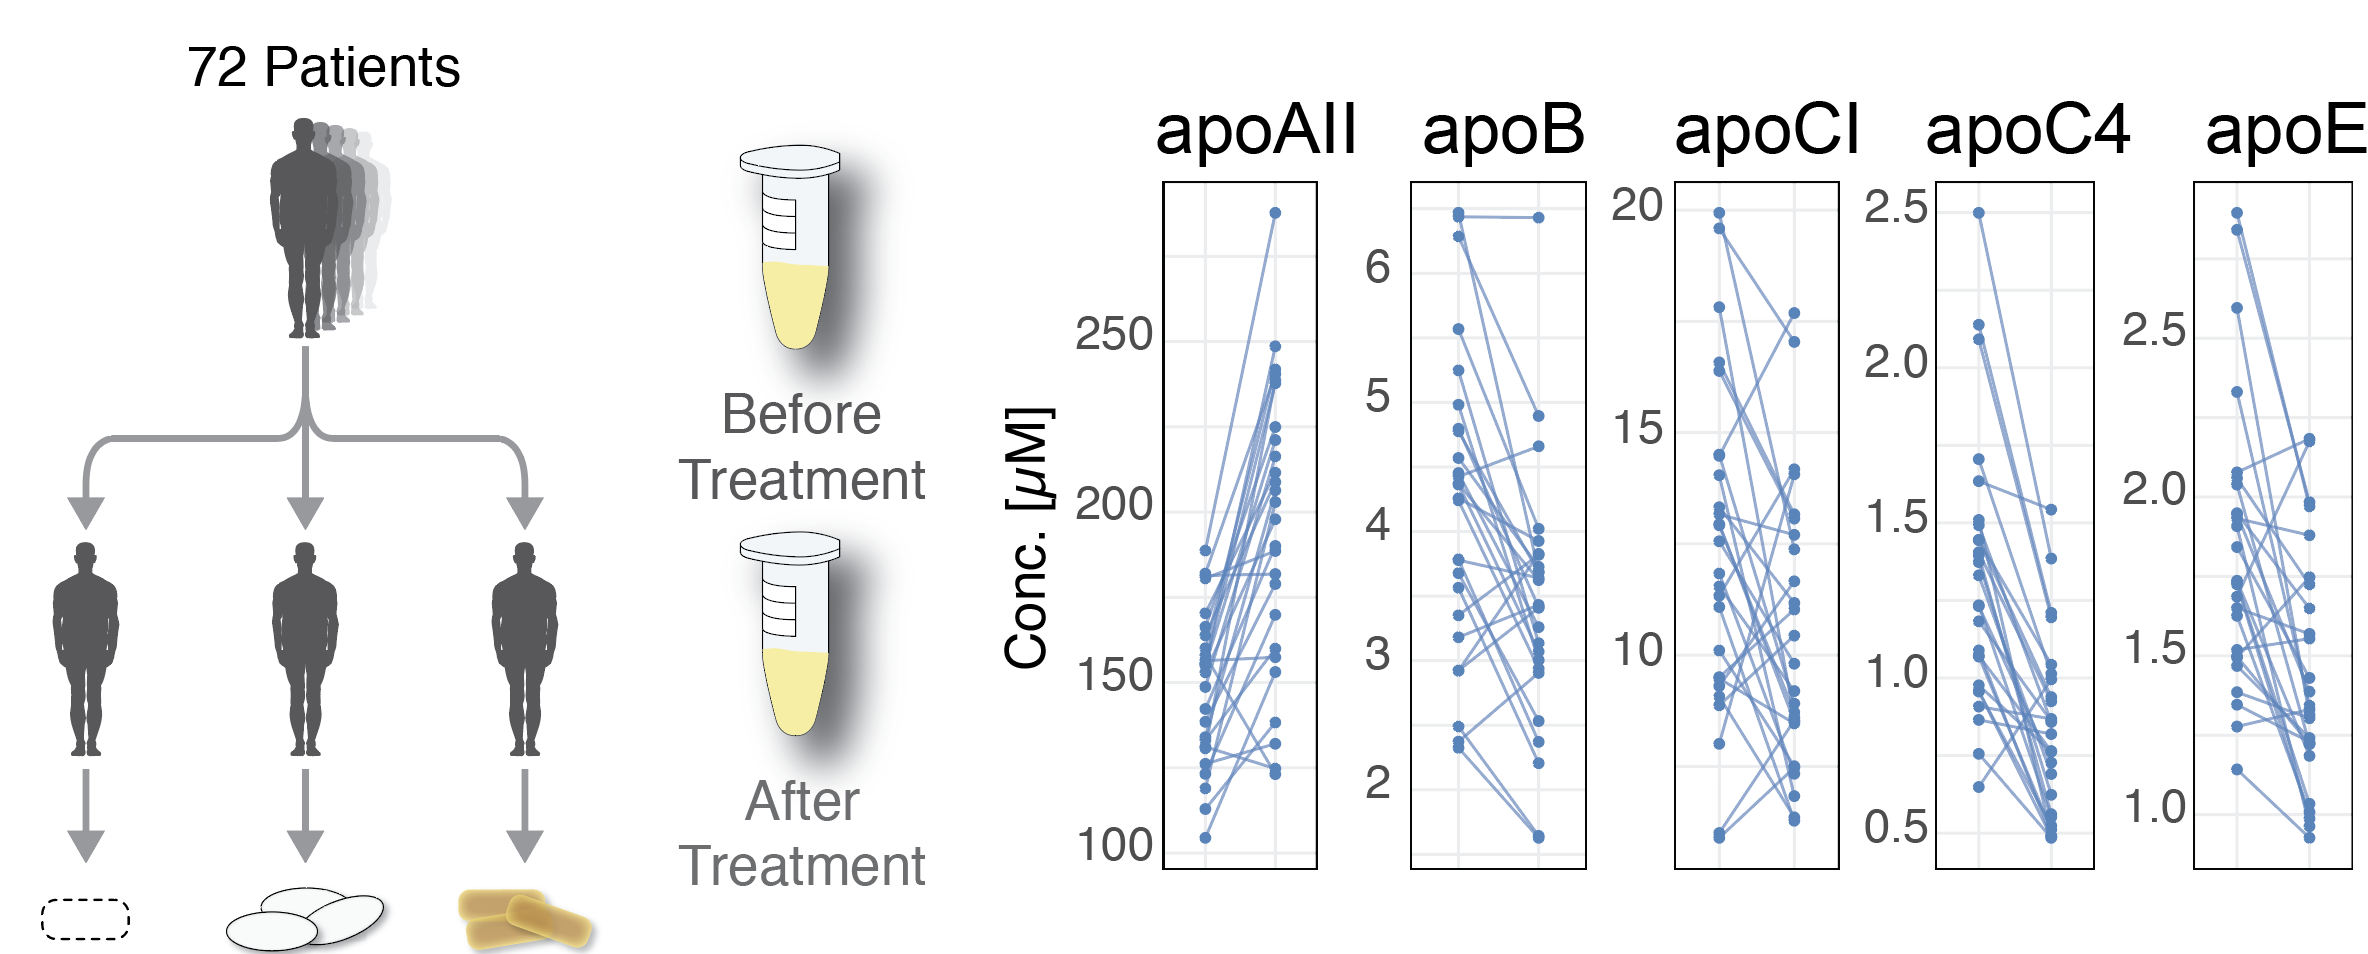 72 Patients
Before
Treatment
After
Treatment
Conc. [µM]
apoAII
250
200
150
100
apoB
6
5
4
3
2
apoCI
20
15
10
apoC4
2.5
2.0
1.5
1.0
0.5
apoE
2.5
2.0
1.5
1.0